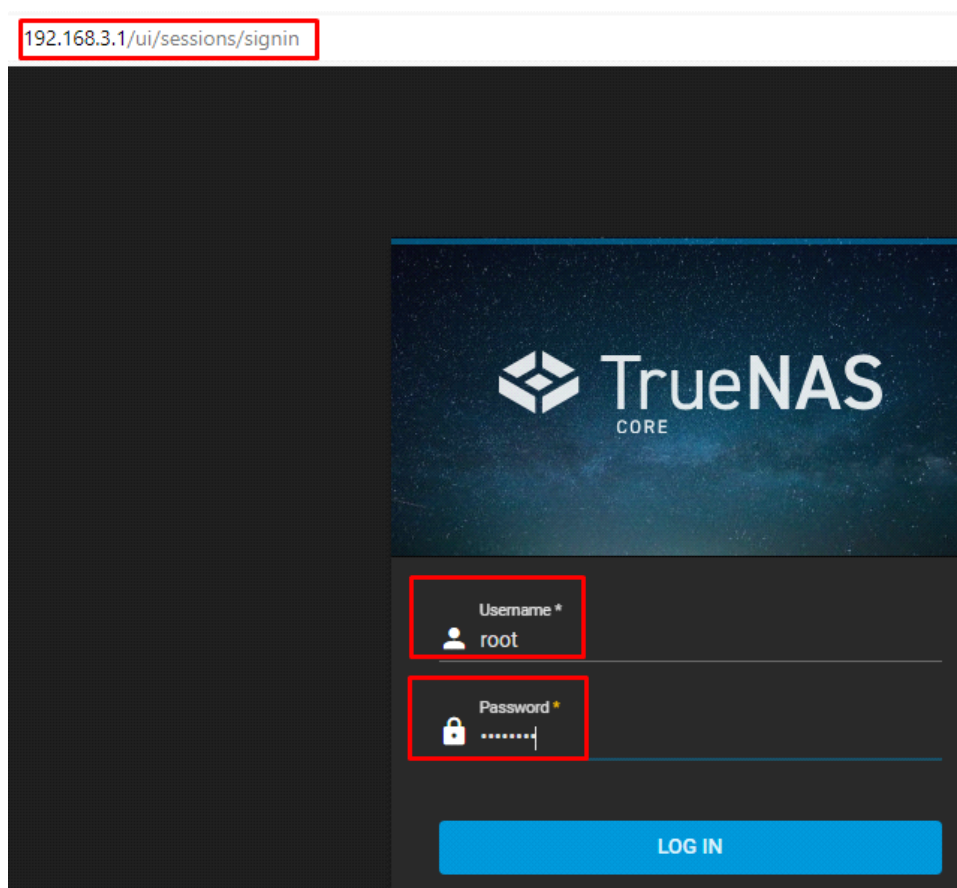 192.168.3.1/ui/sessions/signin
TrueNAS
CORE
Username *
root
Password *
••••••••
LOG IN